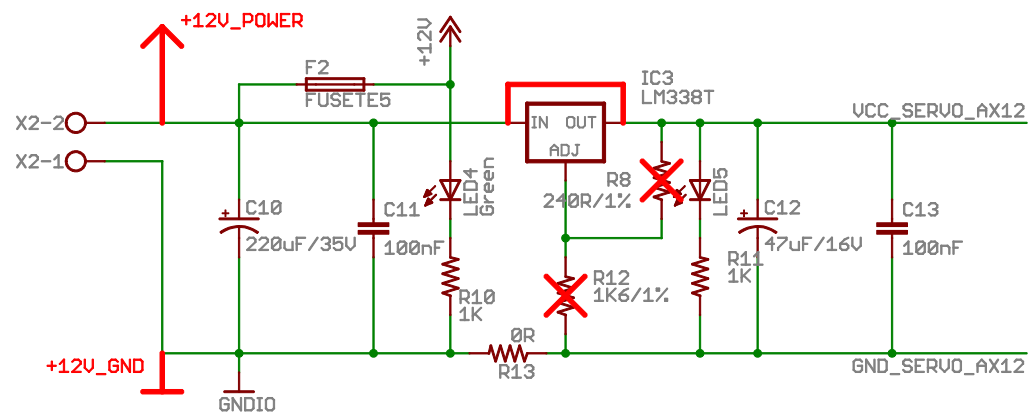 +12V_POWER
+12V
F2
FUSETE5
IC3
LM338T
X2-2
IN OUT
ADJ
VCC_SERVO_AX12
X2-1
LED4
Green
R8
240R/1%
LED5
C10
220uF/35V
C11
100nF
C12
47uF/16V
C13
100nF
R10
1K
R12
1K6/1%
R11
1K
+12V_GND
0R
R13
GND_SERVO_AX12
GNDIO